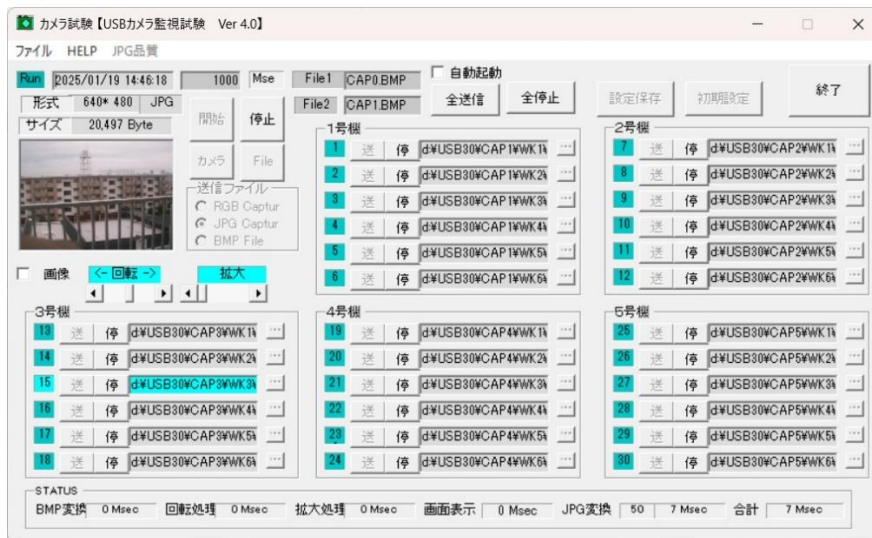 カメラ試験【USBカメラ監視試験 Ver 4.0】
ファイル HELP JPG品質
Run 2025/01/19 14:46:18 1000 Mse File1 CAP0.BMP 自動起動
形式 640* 480 JPG 開始 停止 File2 CAP1.BMP 全送信 全停止 設定保存 初期設定 終了
サイズ 20,497 Byte
カメラ File
送信ファイル
RGB Captur
JPG Captur
BMP File
画像 <- 回転 -> 拡大
1号機
1 送 停 d:¥USB30¥CAP1¥WK1¥ ...
2 送 停 d:¥USB30¥CAP1¥WK2¥ ...
3 送 停 d:¥USB30¥CAP1¥WK3¥ ...
4 送 停 d:¥USB30¥CAP1¥WK4¥ ...
5 送 停 d:¥USB30¥CAP1¥WK5¥ ...
6 送 停 d:¥USB30¥CAP1¥WK6¥ ...
2号機
7 送 停 d:¥USB30¥CAP2¥WK1¥ ...
8 送 停 d:¥USB30¥CAP2¥WK2¥ ...
9 送 停 d:¥USB30¥CAP2¥WK3¥ ...
10 送 停 d:¥USB30¥CAP2¥WK4¥ ...
11 送 停 d:¥USB30¥CAP2¥WK5¥ ...
12 送 停 d:¥USB30¥CAP2¥WK6¥ ...
3号機
13 送 停 d:¥USB30¥CAP3¥WK1¥ ...
14 送 停 d:¥USB30¥CAP3¥WK2¥ ...
15 送 停 d:¥USB30¥CAP3¥WK3¥ ...
16 送 停 d:¥USB30¥CAP3¥WK4¥ ...
17 送 停 d:¥USB30¥CAP3¥WK5¥ ...
18 送 停 d:¥USB30¥CAP3¥WK6¥ ...
4号機
19 送 停 d:¥USB30¥CAP4¥WK1¥ ...
20 送 停 d:¥USB30¥CAP4¥WK2¥ ...
21 送 停 d:¥USB30¥CAP4¥WK3¥ ...
22 送 停 d:¥USB30¥CAP4¥WK4¥ ...
23 送 停 d:¥USB30¥CAP4¥WK5¥ ...
24 送 停 d:¥USB30¥CAP4¥WK6¥ ...
5号機
25 送 停 d:¥USB30¥CAP5¥WK1¥ ...
26 送 停 d:¥USB30¥CAP5¥WK2¥ ...
27 送 停 d:¥USB30¥CAP5¥WK3¥ ...
28 送 停 d:¥USB30¥CAP5¥WK4¥ ...
29 送 停 d:¥USB30¥CAP5¥WK5¥ ...
30 送 停 d:¥USB30¥CAP5¥WK6¥ ...
STATUS
BMP変換 0 Msec 回転処理 0 Msec 拡大処理 0 Msec 画面表示 0 Msec JPG変換 50 7 Msec 合計 7 Msec